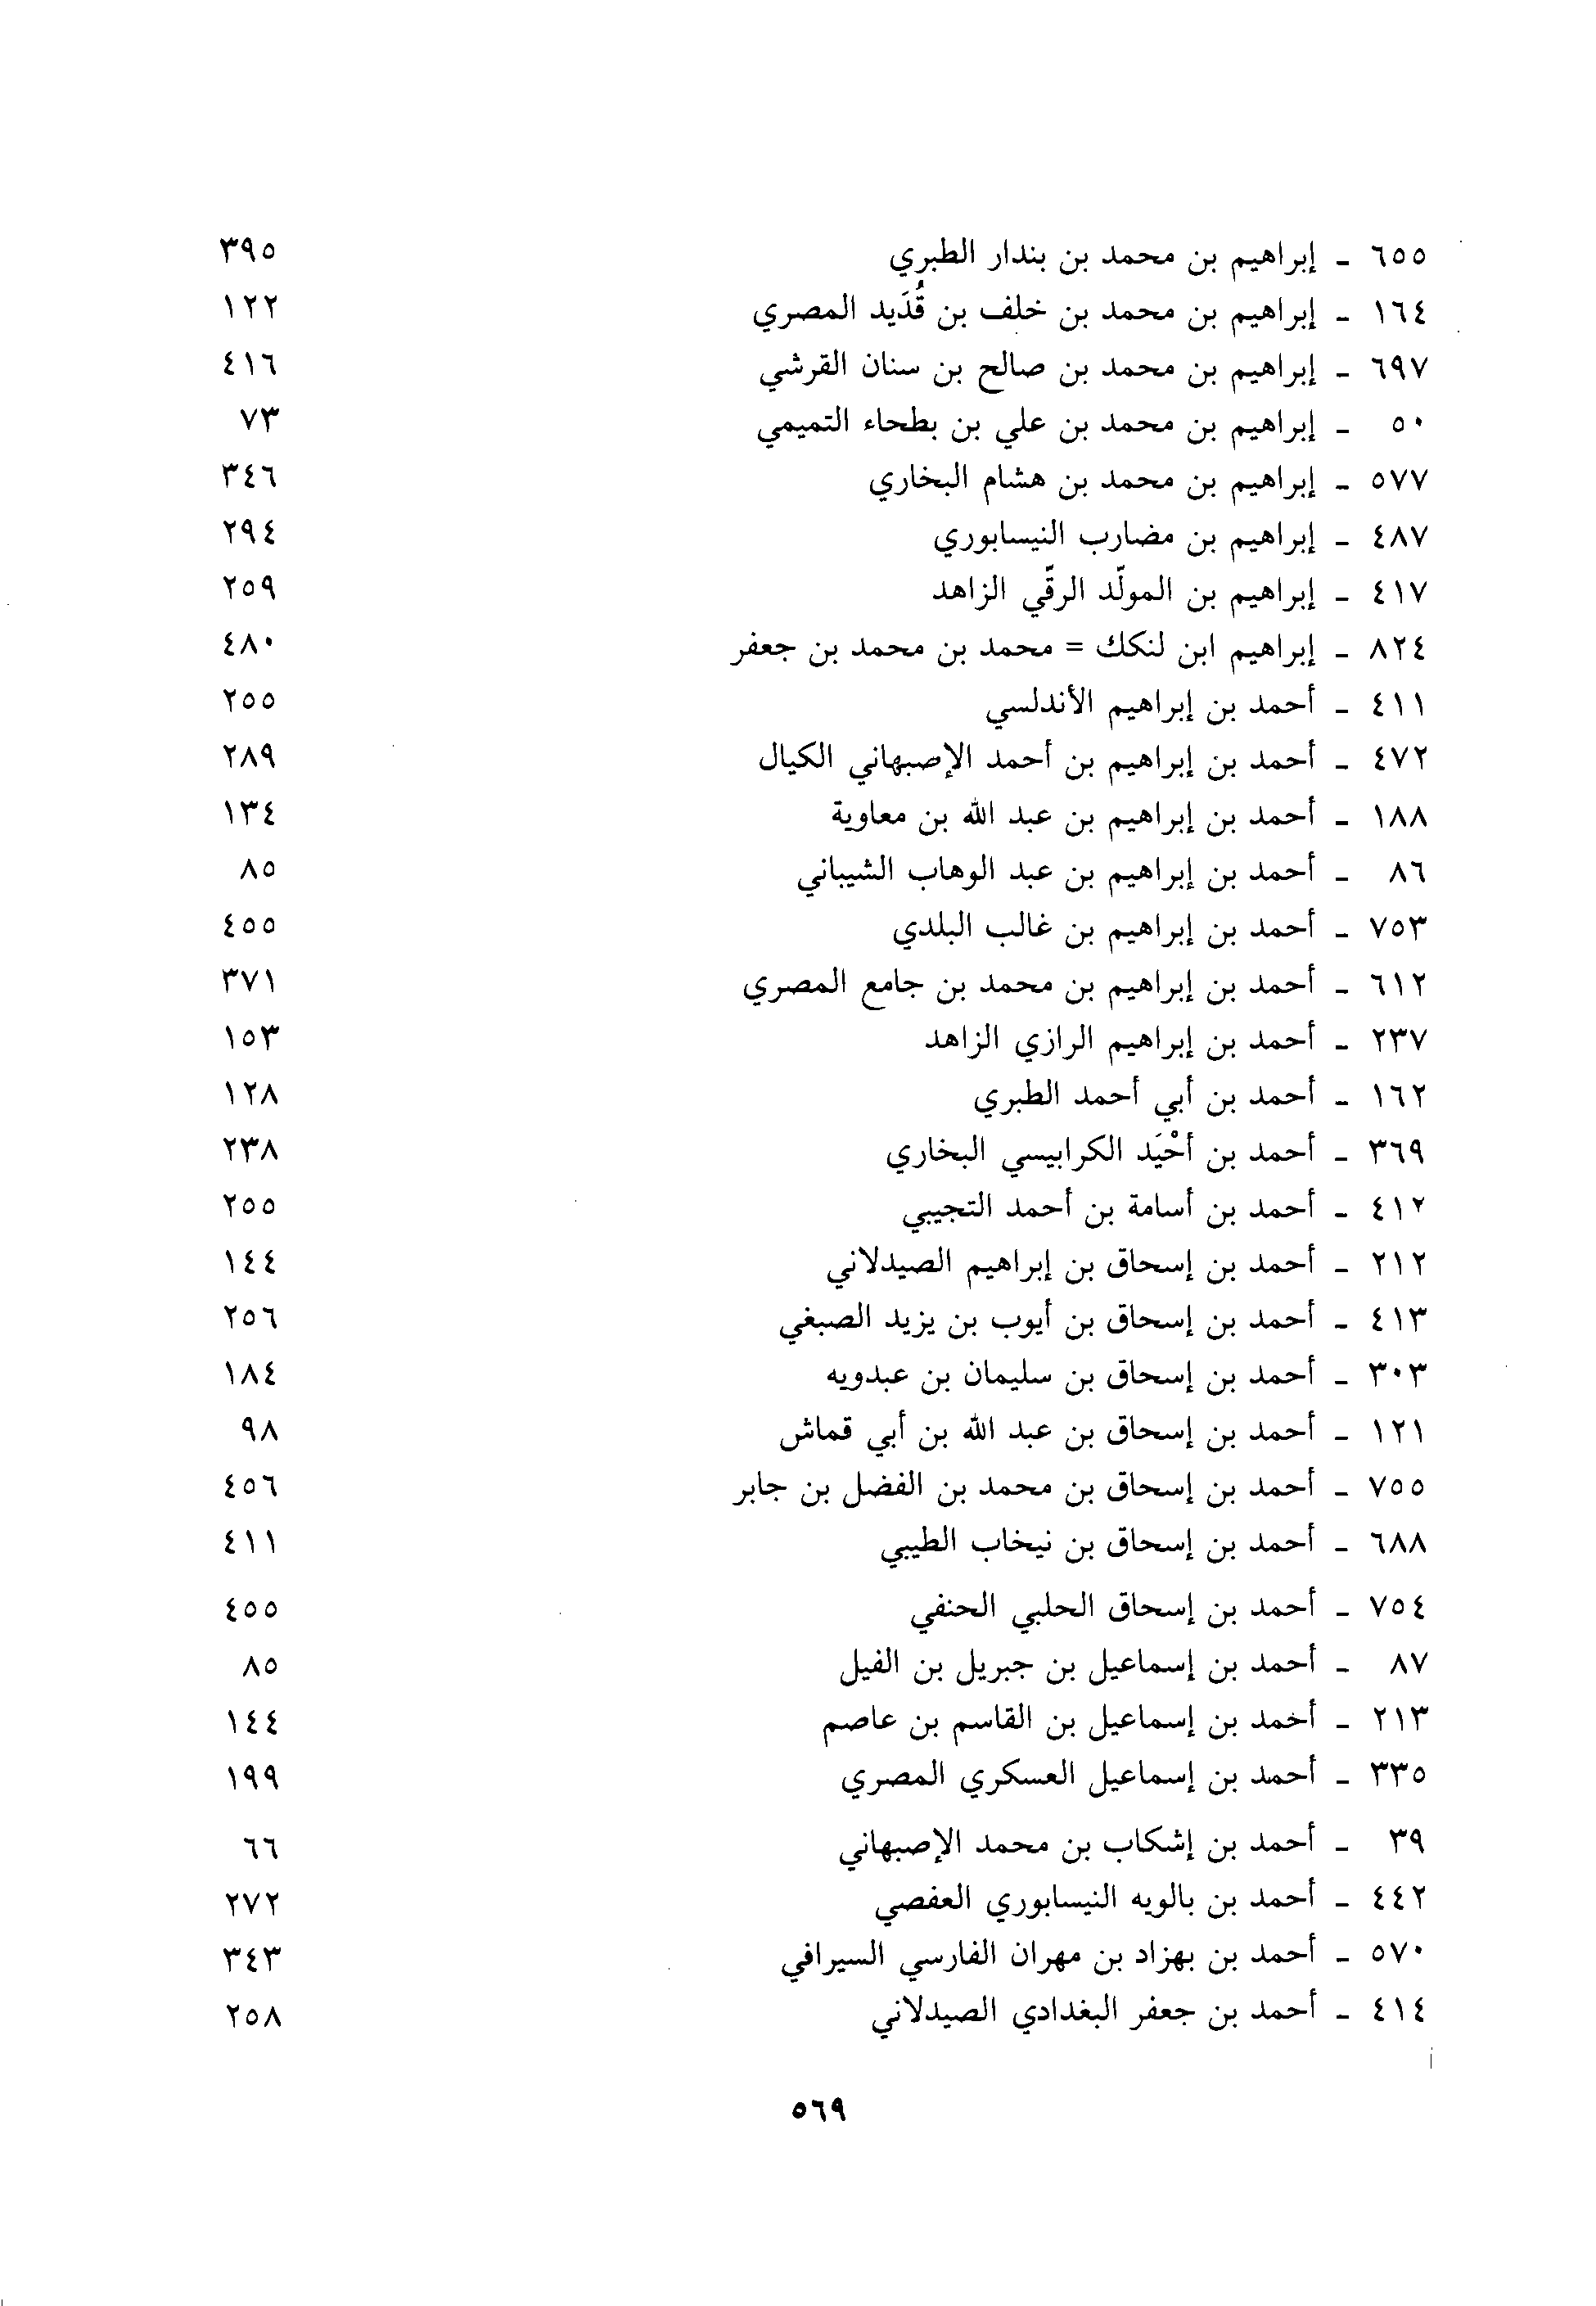 ٦٥٥ - إبراهيم بن محمد بن بندار الطبري ٣٩٥
١٦٤ - إبراهيم بن محمد بن خلف بن قُدَيد المصري ١٢٢
٦٩٧ - إبراهيم بن محمد بن صالح بن سنان القرشي ٤١٦
٥٠ - إبراهيم بن محمد بن علي بن بطحاء التميمي ٧٣
٥٧٧ - إبراهيم بن محمد بن هشام البخاري ٣٤٦
٤٨٧ - إبراهيم بن مضارب النيسابوري ٢٩٤
٤١٧ - إبراهيم بن المولّد الرقّي الزاهد ٢٥٩
٨٢٤ - إبراهيم ابن لنكك = محمد بن محمد بن جعفر ٤٨٠
٤١١ - أحمد بن إبراهيم الأندلسي ٢٥٥
٤٧٢ - أحمد بن إبراهيم بن أحمد الإصبهاني الكيال ٢٨٩
١٨٨ - أحمد بن إبراهيم بن عبد الله بن معاوية ١٣٤
٨٦ - أحمد بن إبراهيم بن عبد الوهاب الشيباني ٨٥
٧٥٣ - أحمد بن إبراهيم بن غالب البلدي ٤٥٥
٦١٢ - أحمد بن إبراهيم بن محمد بن جامع المصري ٣٧١
٢٣٧ - أحمد بن إبراهيم الرازي الزاهد ١٥٣
١٦٢ - أحمد بن أبي أحمد الطبري ١٢٨
٣٦٩ - أحمد بن أحْيَد الكرابيسي البخاري ٢٣٨
٤١٢ - أحمد بن أسامة بن أحمد التجيبي ٢٥٥
٢١٢ - أحمد بن إسحاق بن إبراهيم الصيدلاني ١٤٤
٤١٣ - أحمد بن إسحاق بن أيوب بن يزيد الصبغي ٢٥٦
٣٠٣ - أحمد بن إسحاق بن سليمان بن عبدويه ١٨٤
١٢١ - أحمد بن إسحاق بن عبد الله بن أبي قماش ٩٨
٧٥٥ - أحمد بن إسحاق بن محمد بن الفضل بن جابر ٤٥٦
٦٨٨ - أحمد بن إسحاق بن نيخاب الطيبي ٤١١
٧٥٤ - أحمد بن إسحاق الحلبي الحنفي ٤٥٥
٨٧ - أحمد بن إسماعيل بن جبريل بن الفيل ٨٥
٢١٣ - أحمد بن إسماعيل بن القاسم بن عاصم ١٤٤
٣٣٥ - أحمد بن إسماعيل العسكري المصري ١٩٩
٣٩ - أحمد بن إشكاب بن محمد الإصبهاني ٦٦
٤٤٢ - أحمد بن بالويه النيسابوري العفصي ٢٧٢
٥٧٠ - أحمد بن بهزاد بن مهران الفارسي السيرافي ٣٤٣
٤١٤ - أحمد بن جعفر البغدادي الصيدلاني ٢٥٨
٥٦٩